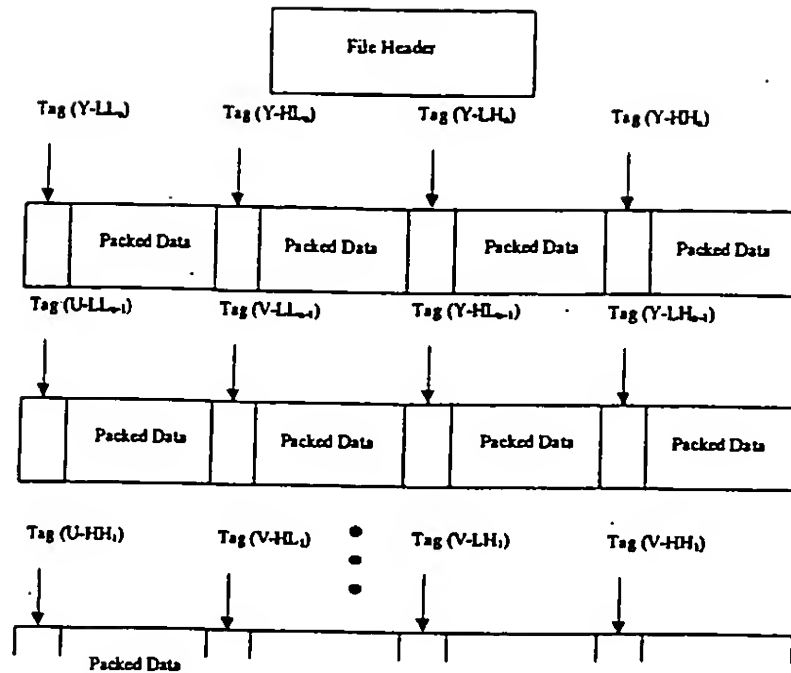 File Header
Tag (Y-LLₙ) Tag (Y-HLₙ) Tag (Y-LHₙ) Tag (Y-HHₙ)
Packed Data Packed Data Packed Data Packed Data
Tag (U-LLₙ₋₁) Tag (V-LLₙ₋₁) Tag (Y-HLₙ₋₁) Tag (Y-LHₙ₋₁)
Packed Data Packed Data Packed Data Packed Data
Tag (U-HH₁) Tag (V-HL₁) Tag (V-LH₁) Tag (V-HH₁)
Packed Data